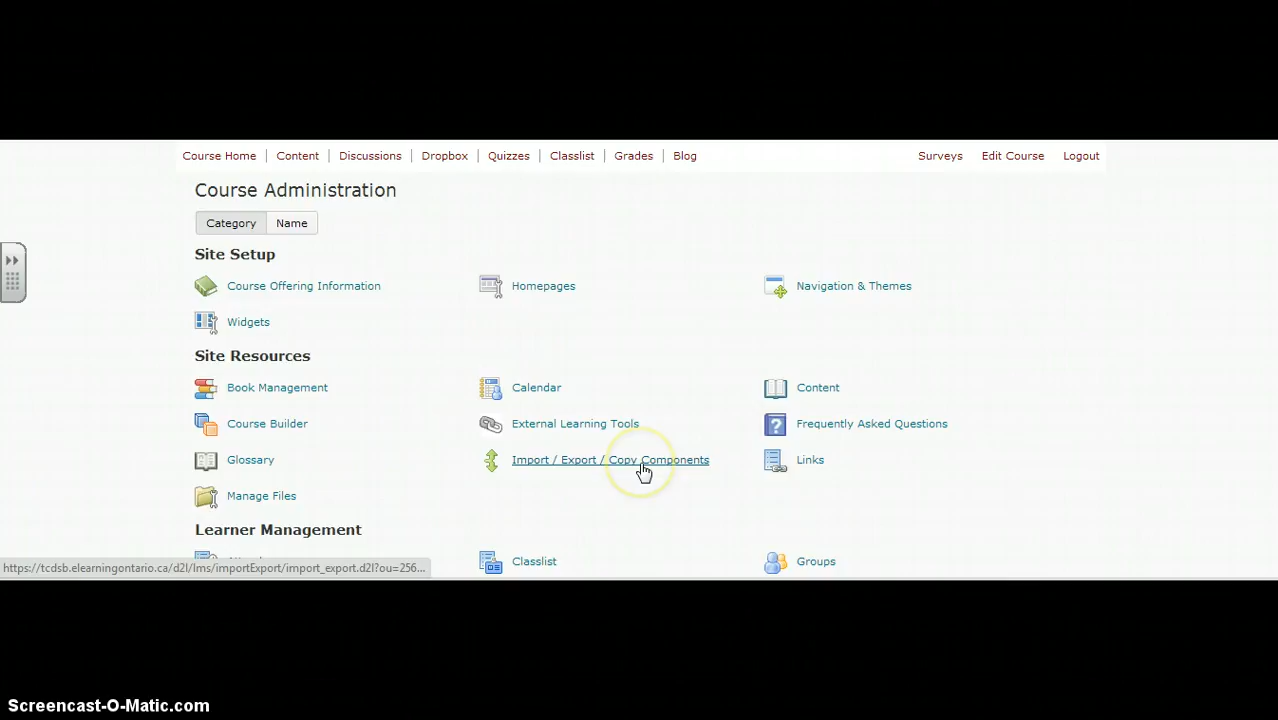 Course Home Content Discussions Dropbox Quizzes Classlist Grades Blog Surveys Edit Course Logout
Course Administration
Category Name
Site Setup
Course Offering Information Homepages Navigation & Themes
Widgets
Site Resources
Book Management Calendar Content
Course Builder External Learning Tools Frequently Asked Questions
Glossary Import / Export / Copy Components Links
Manage Files
Learner Management
Classlist Groups
https://tcdsb.elearningontario.ca/d2l/lms/importExport/import_export.d2l?ou=256...
Screencast-O-Matic.com